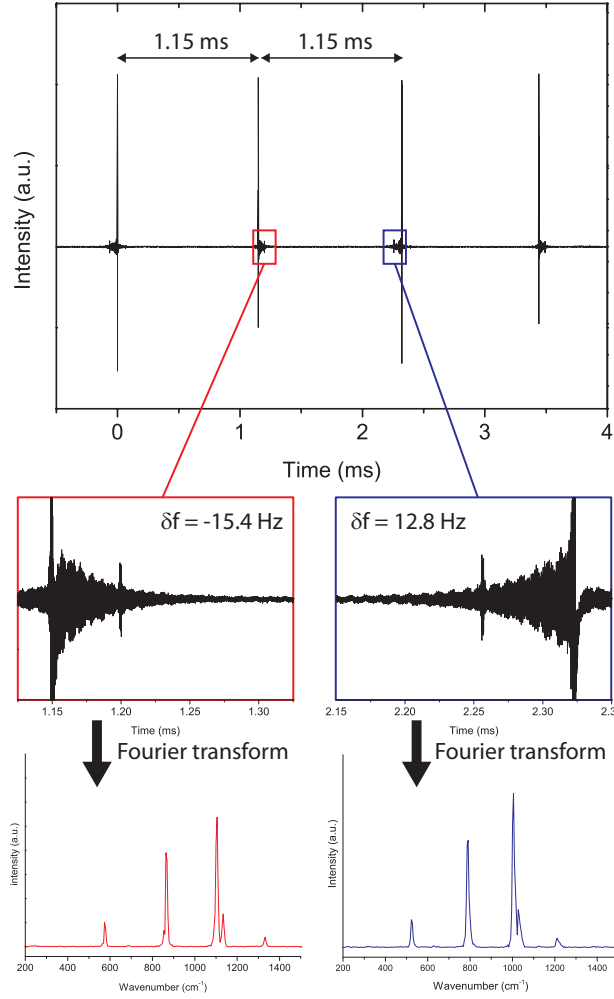 1.15 ms
1.15 ms
Intensity (a.u.)
0
1
2
3
4
Time (ms)
δf = -15.4 Hz
δf = 12.8 Hz
1.15
1.20
1.25
1.30
Time (ms)
2.15
2.20
2.25
2.30
2.3
Time (ms)
Fourier transform
Fourier transform
intensity (a.u.)
200 400 600 800 1000 1200 1400
Wavenumber (cm⁻¹)
Intensity (a.u.)
200 400 600 800 1000 1200 1400
Wavenumber (cm⁻¹)